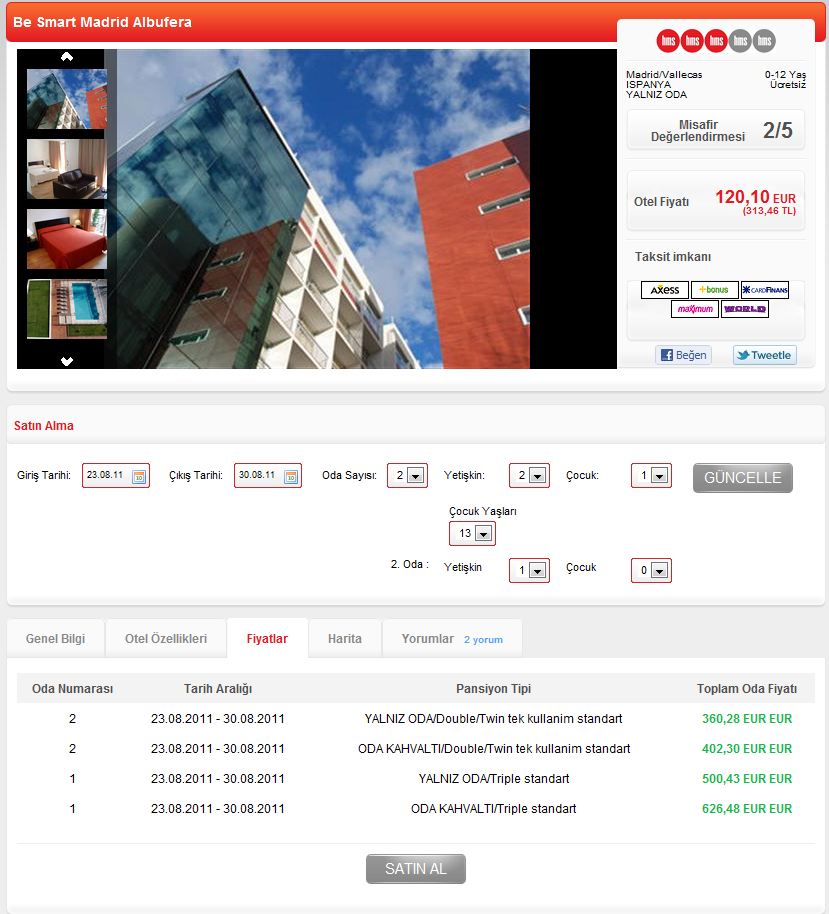 Be Smart Madrid Albufera
hms hms hms hms hms
Madrid/Vallecas 0-12 Yaş
ISPANYA Ücretsiz
YALNIZ ODA
Misafir
Değerlendirmesi 2/5
Otel Fiyatı 120,10 EUR
(313,46 TL)
Taksit imkanı
AXESS +bonus CARDFINANS
maximum WORLD
Beğen Tweetle
Satın Alma
Giriş Tarihi: 23.08.11 Çıkış Tarihi: 30.08.11 Oda Sayısı: 2 Yetişkin: 2 Çocuk: 1 GÜNCELLE
Çocuk Yaşları
13
2. Oda : Yetişkin 1 Çocuk 0
Genel Bilgi Otel Özellikleri Fiyatlar Harita Yorumlar 2 yorum
Oda Numarası Tarih Aralığı Pansiyon Tipi Toplam Oda Fiyatı
2 23.08.2011 - 30.08.2011 YALNIZ ODA/Double/Twin tek kullanim standart 360,28 EUR EUR
2 23.08.2011 - 30.08.2011 ODA KAHVALTI/Double/Twin tek kullanim standart 402,30 EUR EUR
1 23.08.2011 - 30.08.2011 YALNIZ ODA/Triple standart 500,43 EUR EUR
1 23.08.2011 - 30.08.2011 ODA KAHVALTI/Triple standart 626,48 EUR EUR
SATIN AL